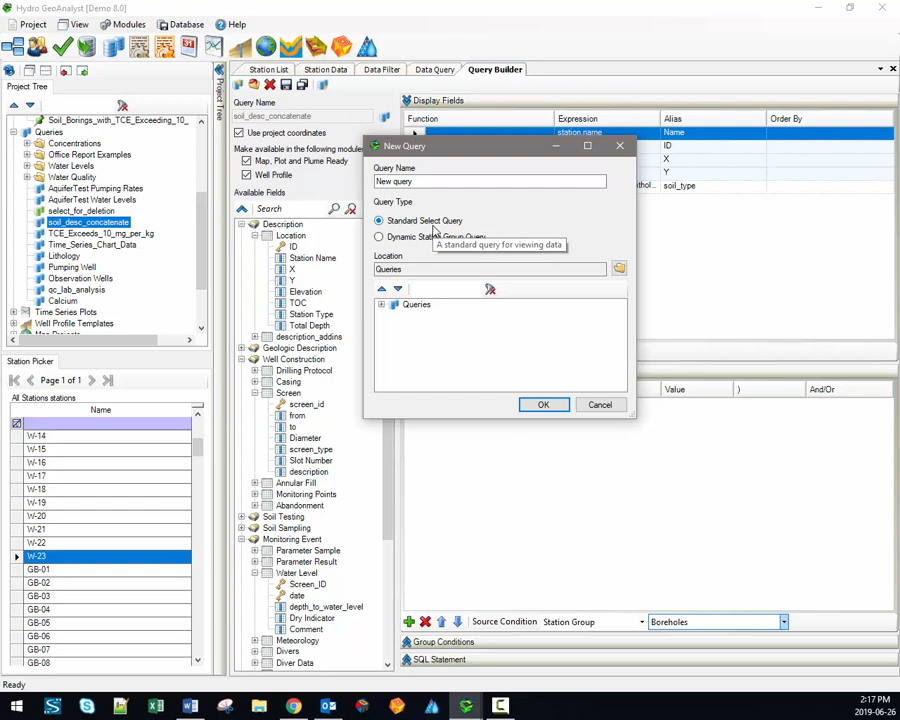 Hydro GeoAnalyst [Demo 8.0]
Project View Modules Database Help
Project Tree
Soil_Borings_with_TCE_Exceeding_10_
Queries
Concentrations
Office Report Examples
Water Levels
Water Quality
AquiferTest Pumping Rates
AquiferTest Water Levels
select_for_deletion
soil_desc_concatenate
TCE_Exceeds_10_mg_per_kg
Time_Series_Chart_Data
Lithology
Pumping Well
Observation Wells
qc_lab_analysis
Calcium
Time Series Plots
Well Profile Templates
Station Picker
Page 1 of 1
All Stations stations
Name
W-14
W-15
W-16
W-17
W-18
W-19
W-20
W-21
W-22
W-23
GB-01
GB-02
GB-03
GB-04
GB-05
GB-06
GB-07
GB-08
Ready
Project Tree
Station List Station Data Data Filter Data Query Query Builder
Query Name
soil_desc_concatenate
Use project coordinates
Make available in the following modules
Map, Plot and Plume Ready
Well Profile
Available Fields
Search
Description
Location
ID
Station Name
X
Y
Elevation
TOC
Station Type
Total Depth
description_addins
Geologic Description
Well Construction
Drilling Protocol
Casing
Screen
screen_id
from
to
Diameter
screen_type
Slot Number
description
Annular Fill
Monitoring Points
Abandonment
Soil Testing
Soil Sampling
Monitoring Event
Parameter Sample
Parameter Result
Water Level
Screen_ID
date
depth_to_water_level
Dry Indicator
Comment
Meteorology
Divers
Diver Data
Display Fields
Function Expression Alias Order By
station name Name
ID
X
Y
soil_type
New Query
Query Name
New query
Query Type
Standard Select Query
Dynamic Station Group Query
A standard query for viewing data
Location
Queries
Queries
OK Cancel
Value ) And/Or
Source Condition Station Group Boreholes
Group Conditions
SQL Statement
2:17 PM
2019-06-26